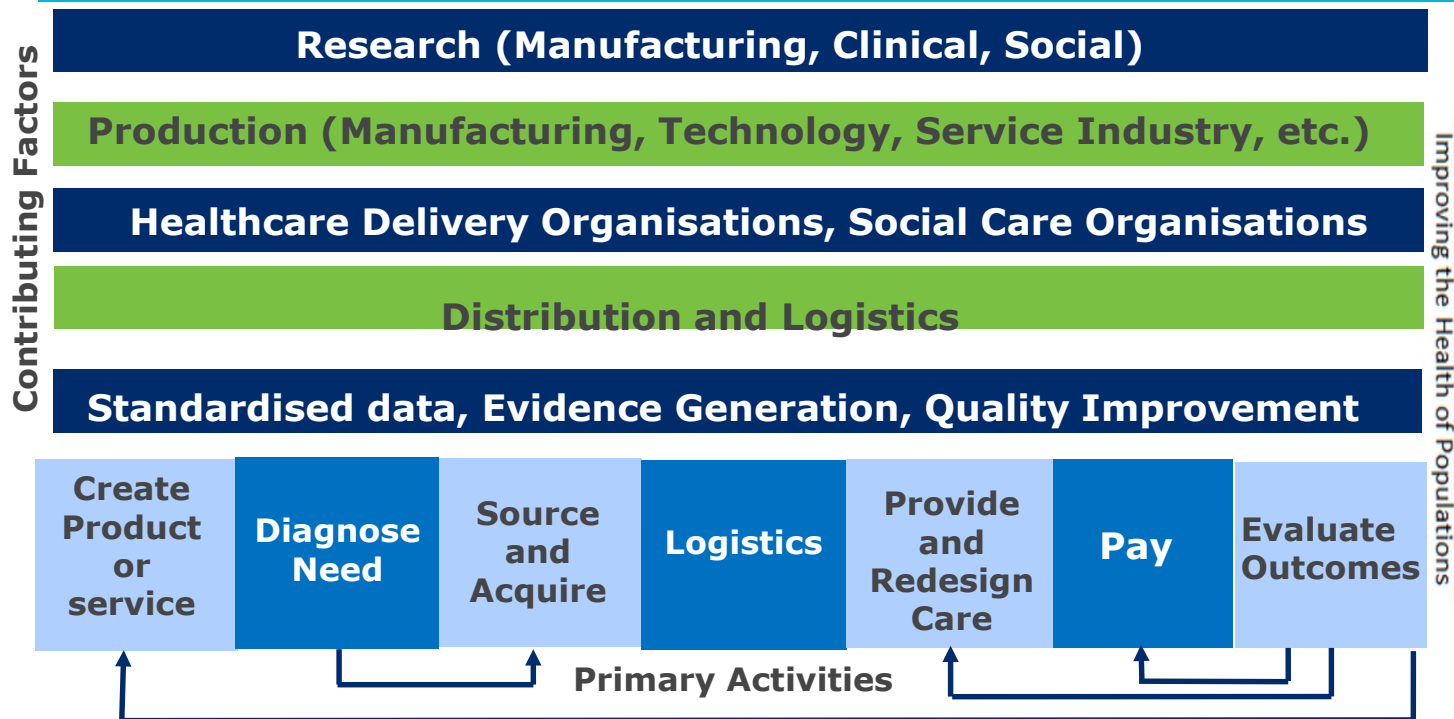 Contributing Factors
Research (Manufacturing, Clinical, Social)
Production (Manufacturing, Technology, Service Industry, etc.)
Healthcare Delivery Organisations, Social Care Organisations
Distribution and Logistics
Standardised data, Evidence Generation, Quality Improvement
Improving the Health of Populations
Create
Product
or
service
Diagnose
Need
Source
and
Acquire
Logistics
Provide
and
Redesign
Care
Pay
Evaluate
Outcomes
Primary Activities